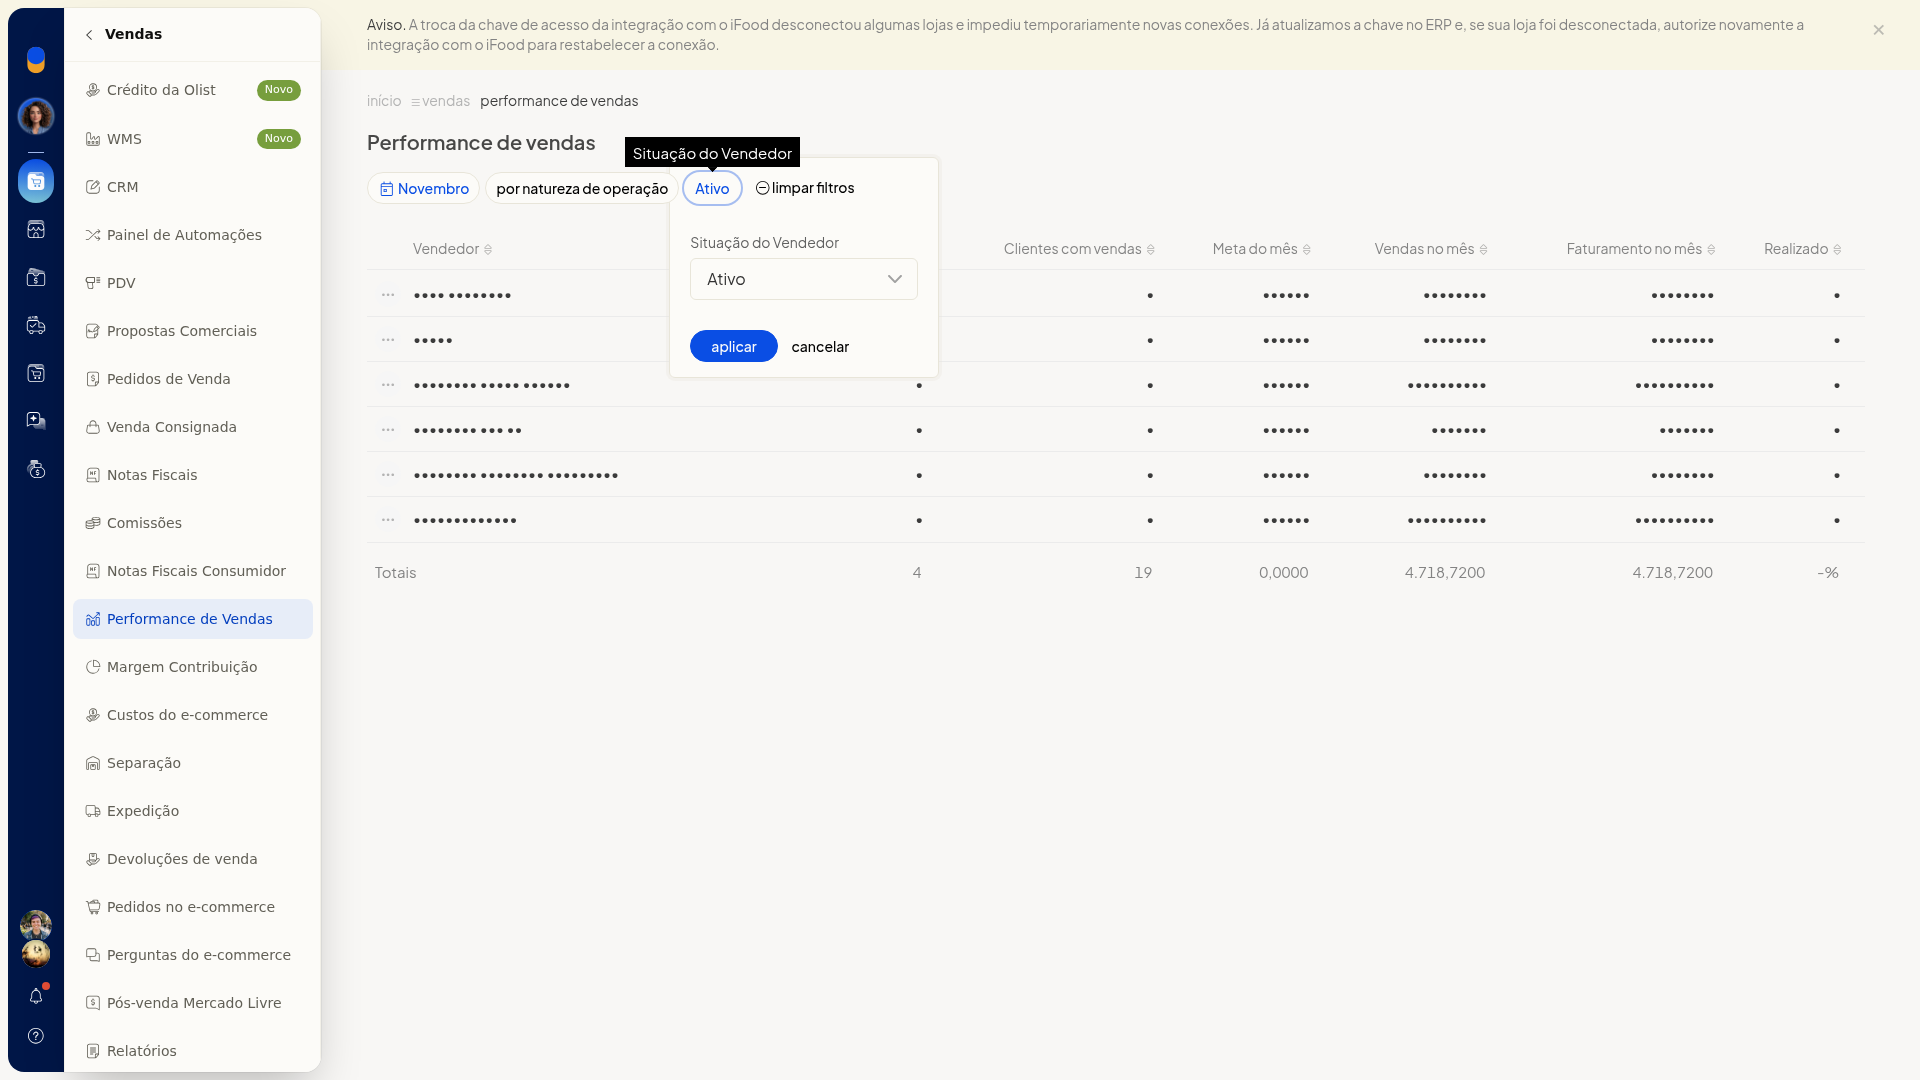 Vendas
Crédito da Olist Novo
WMS Novo
CRM
Painel de Automações
PDV
Propostas Comerciais
Pedidos de Venda
Venda Consignada
Notas Fiscais
Comissões
Notas Fiscais Consumidor
Performance de Vendas
Margem Contribuição
Custos do e-commerce
Separação
Expedição
Devoluções de venda
Pedidos no e-commerce
Perguntas do e-commerce
Pós-venda Mercado Livre
Relatórios
Aviso. A troca da chave de acesso da integração com o iFood desconectou algumas lojas e impediu temporariamente novas conexões. Já atualizamos a chave no ERP e, se sua loja foi desconectada, autorize novamente a
integração com o iFood para restabelecer a conexão.
início vendas performance de vendas
Performance de vendas
Situação do Vendedor
Novembro por natureza de operação Ativo limpar filtros
Situação do Vendedor
Ativo
aplicar cancelar
Vendedor Clientes com vendas Meta do mês Vendas no mês Faturamento no mês Realizado
Totais 4 19 0,0000 4.718,7200 4.718,7200 -%